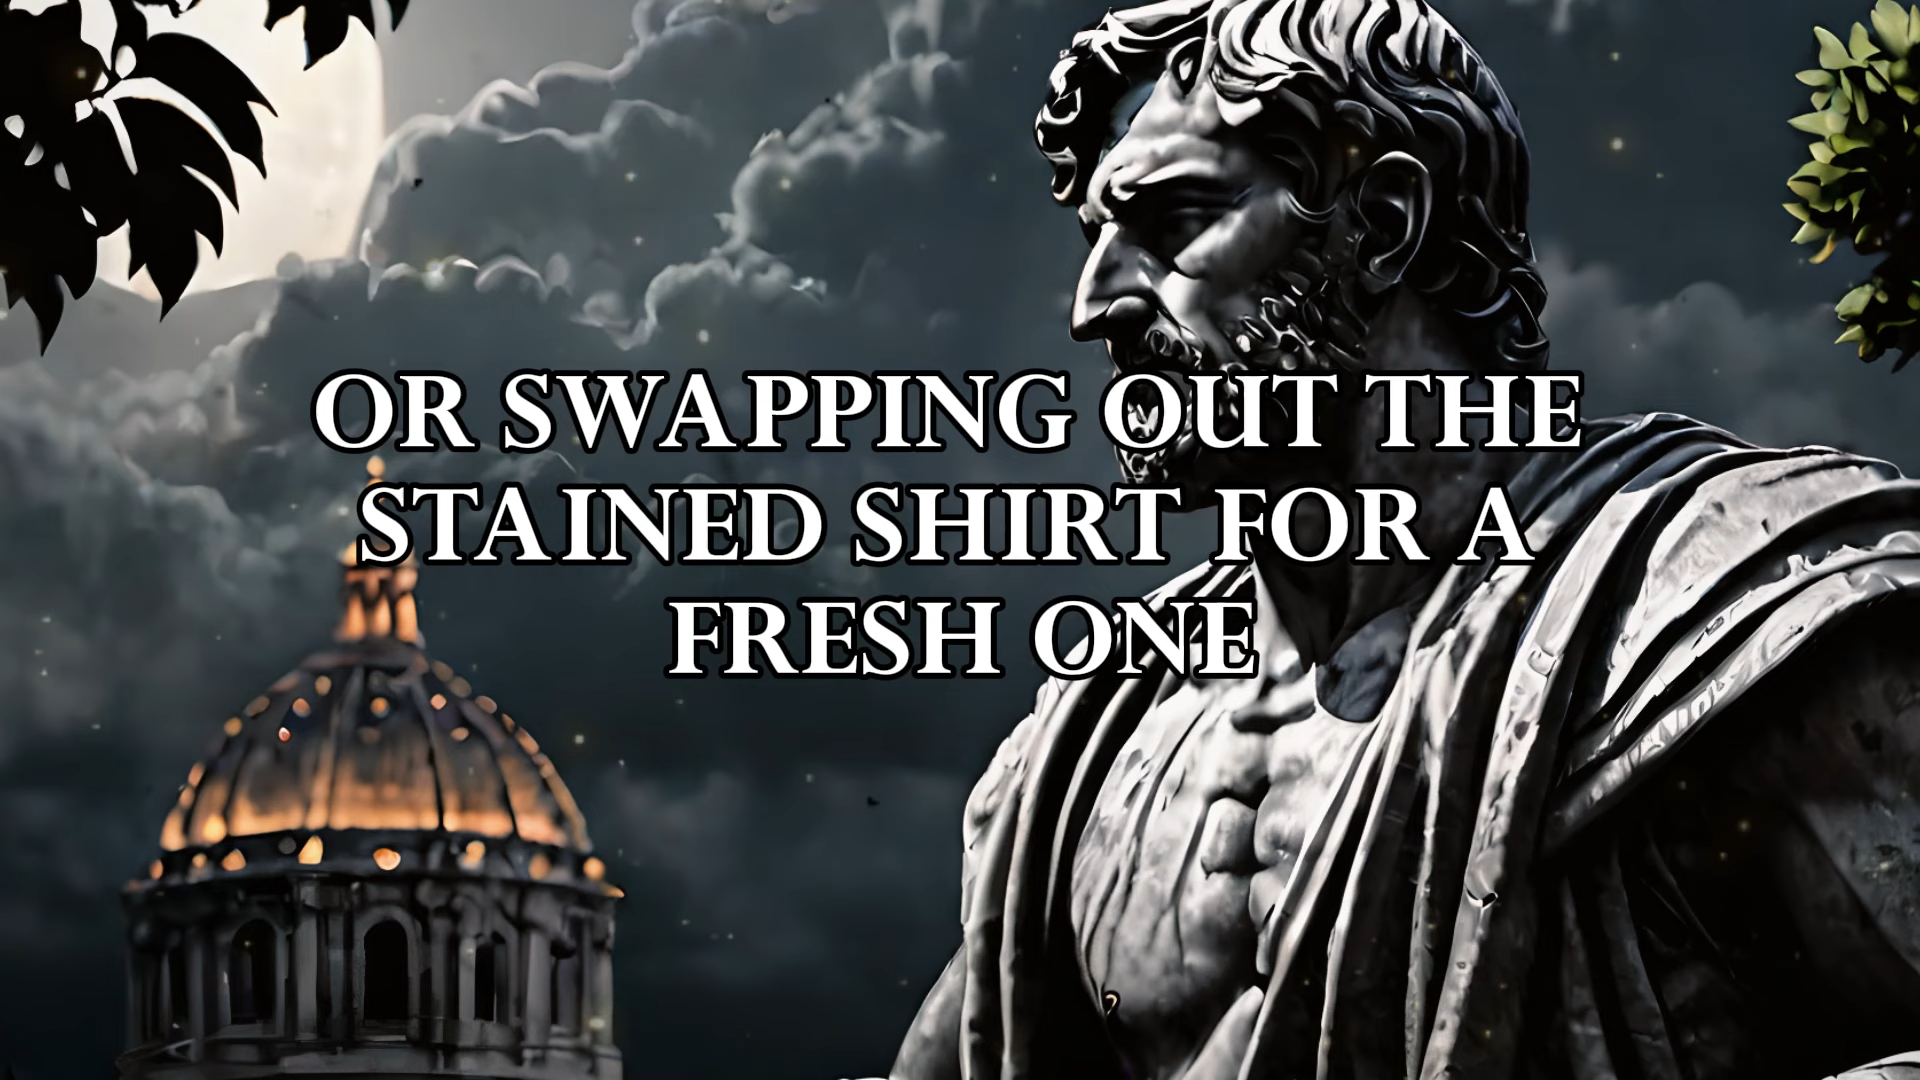 OR SWAPPING OUT THE
STAINED SHIRT FOR A
FRESH ONE